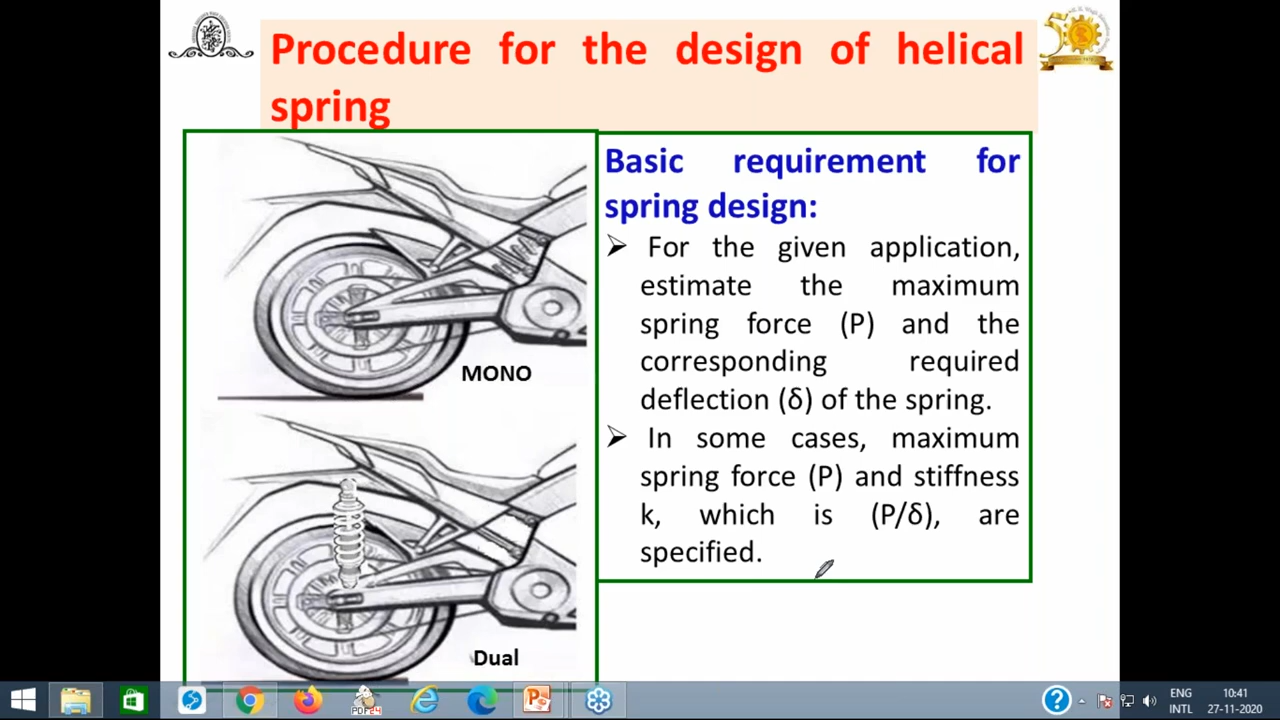 Procedure for the design of helical
spring
MONO
Dual
Basic requirement for
spring design:
➢ For the given application,
estimate the maximum
spring force (P) and the
corresponding required
deflection (δ) of the spring.
➢ In some cases, maximum
spring force (P) and stiffness
k, which is (P/δ), are
specified.
PDF24
ENG
INTL
10:41
27-11-2020